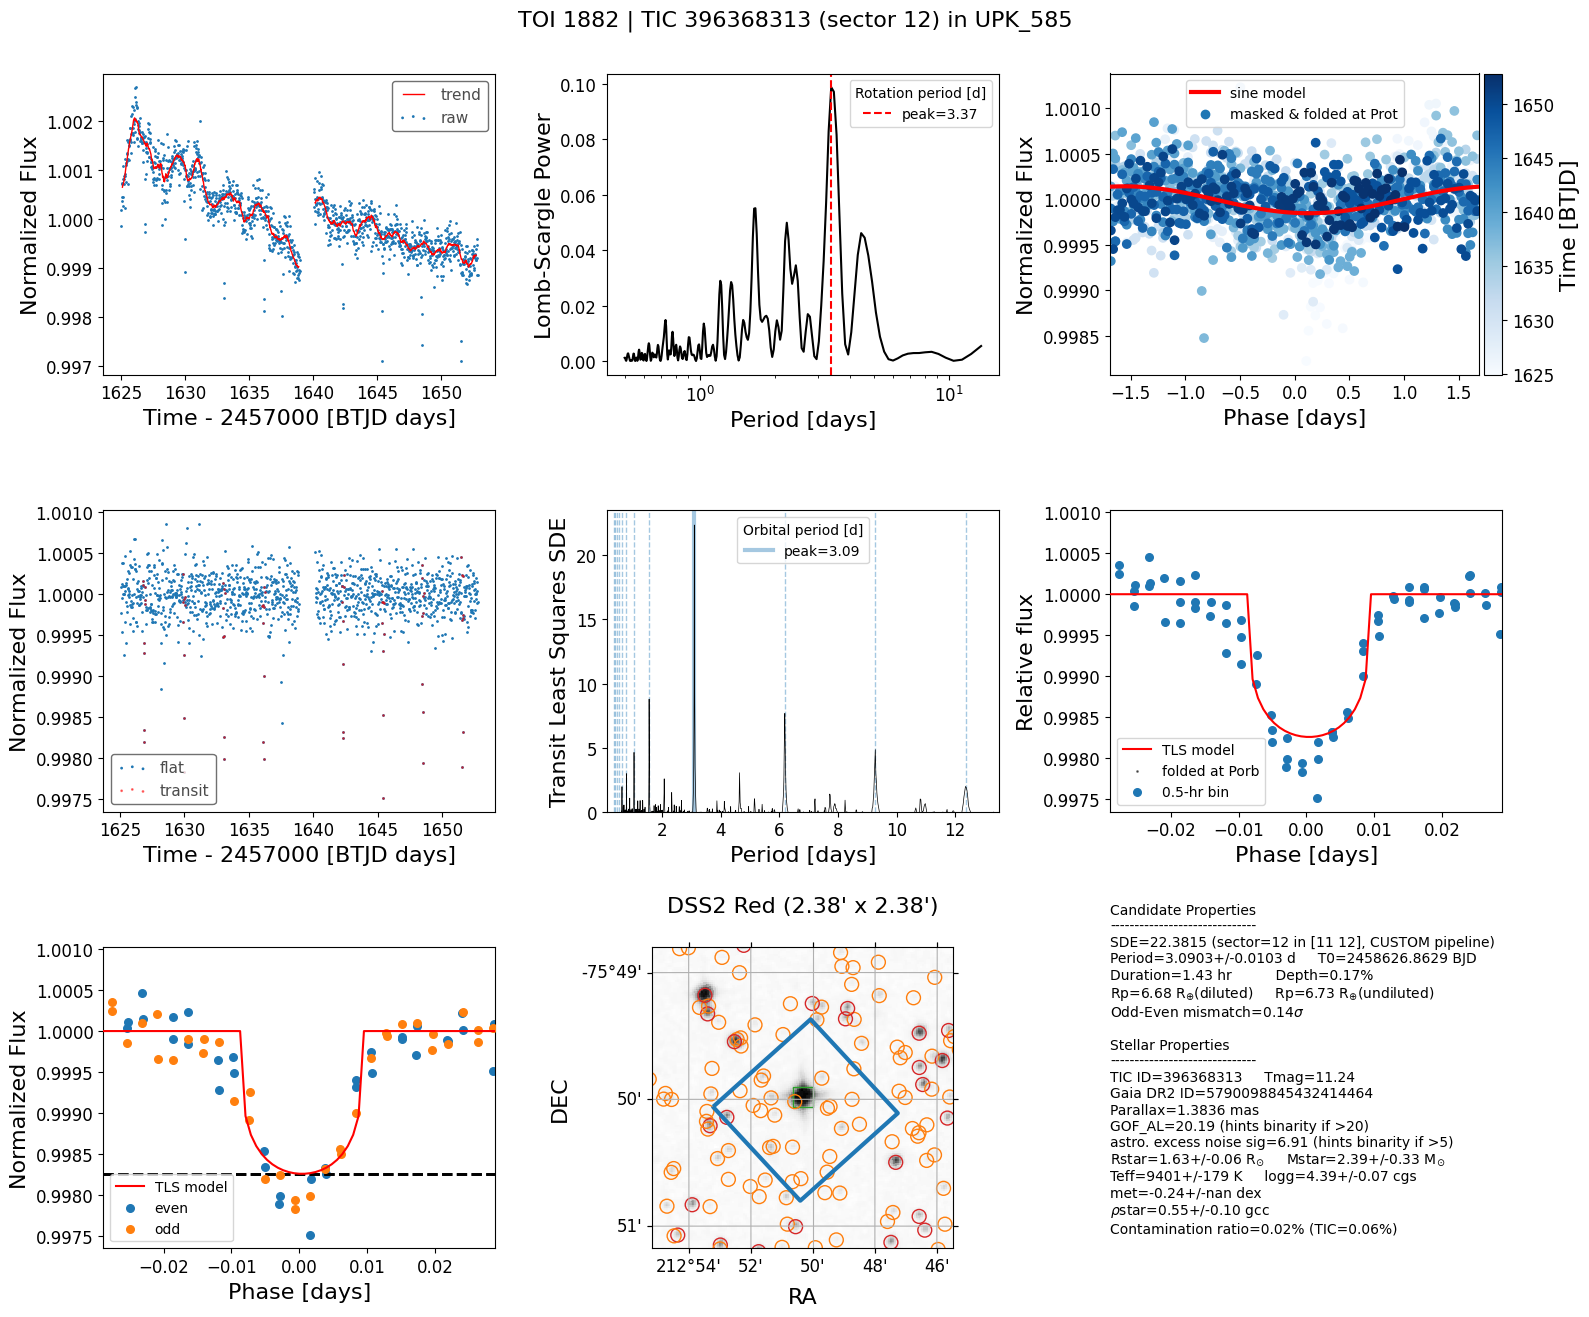 TOI 1882 | TIC 396368313 (sector 12) in UPK_585
Normalized Flux
1.002
1.001
1.000
0.999
0.998
0.997
trend
raw
1625 1630 1635 1640 1645 1650
Time - 2457000 [BTJD days]
Lomb-Scargle Power
0.10
0.08
0.06
0.04
0.02
0.00
Rotation period [d]
peak=3.37
10⁰ 10¹
Period [days]
Normalized Flux
1.0010
1.0005
1.0000
0.9995
0.9990
0.9985
sine model
masked & folded at Prot
−1.5 −1.0 −0.5 0.0 0.5 1.0 1.5
Phase [days]
1650
1645
1640
1635
1630
1625
Time [BTJD]
Normalized Flux
1.0010
1.0005
1.0000
0.9995
0.9990
0.9985
0.9980
0.9975
flat
transit
1625 1630 1635 1640 1645 1650
Time - 2457000 [BTJD days]
Transit Least Squares SDE
20
15
10
5
0
Orbital period [d]
peak=3.09
2 4 6 8 10 12
Period [days]
Relative flux
1.0010
1.0005
1.0000
0.9995
0.9990
0.9985
0.9980
0.9975
TLS model
folded at Porb
0.5-hr bin
−0.02 −0.01 0.00 0.01 0.02
Phase [days]
Normalized Flux
1.0010
1.0005
1.0000
0.9995
0.9990
0.9985
0.9980
0.9975
TLS model
even
odd
−0.02 −0.01 0.00 0.01 0.02
Phase [days]
DSS2 Red (2.38' x 2.38')
DEC
-75°49'
50'
51'
212°54' 52' 50' 48' 46'
RA
Candidate Properties
------------------------------
SDE=22.3815 (sector=12 in [11 12], CUSTOM pipeline)
Period=3.0903+/-0.0103 d T0=2458626.8629 BJD
Duration=1.43 hr Depth=0.17%
Rp=6.68 R⊕(diluted) Rp=6.73 R⊕(undiluted)
Odd-Even mismatch=0.14σ
Stellar Properties
------------------------------
TIC ID=396368313 Tmag=11.24
Gaia DR2 ID=5790098845432414464
Parallax=1.3836 mas
GOF_AL=20.19 (hints binarity if >20)
astro. excess noise sig=6.91 (hints binarity if >5)
Rstar=1.63+/-0.06 R⊙ Mstar=2.39+/-0.33 M⊙
Teff=9401+/-179 K logg=4.39+/-0.07 cgs
met=-0.24+/-nan dex
ρstar=0.55+/-0.10 gcc
Contamination ratio=0.02% (TIC=0.06%)